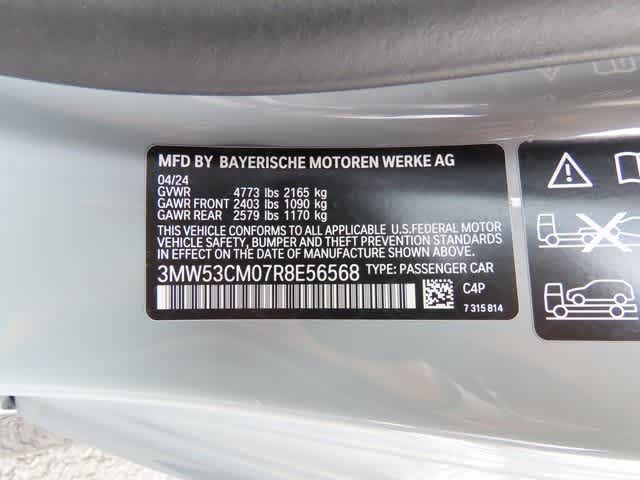 MFD BY BAYERISCHE MOTOREN WERKE AG
04/24
GVWR 4773 lbs 2165 kg
GAWR FRONT 2403 lbs 1090 kg
GAWR REAR 2579 lbs 1170 kg
THIS VEHICLE CONFORMS TO ALL APPLICABLE U.S.FEDERAL MOTOR
VEHICLE SAFETY, BUMPER AND THEFT PREVENTION STANDARDS
IN EFFECT ON THE DATE OF MANUFACTURE SHOWN ABOVE.
3MW53CM07R8E56568 TYPE: PASSENGER CAR
C4P
7 315 814